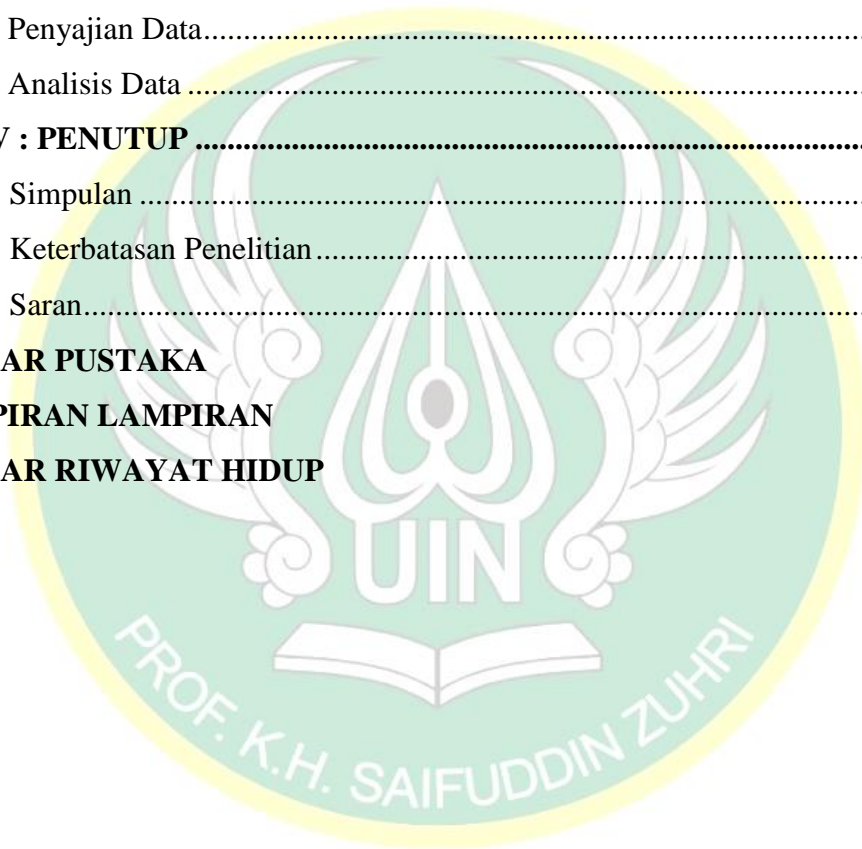 Penyajian Data
Analisis Data
V : PENUTUP
Simpulan
Keterbatasan Penelitian
Saran
AR PUSTAKA
PIRAN LAMPIRAN
AR RIWAYAT HIDUP
UIN
PROF. K.H. SAIFUDDIN ZUHRI